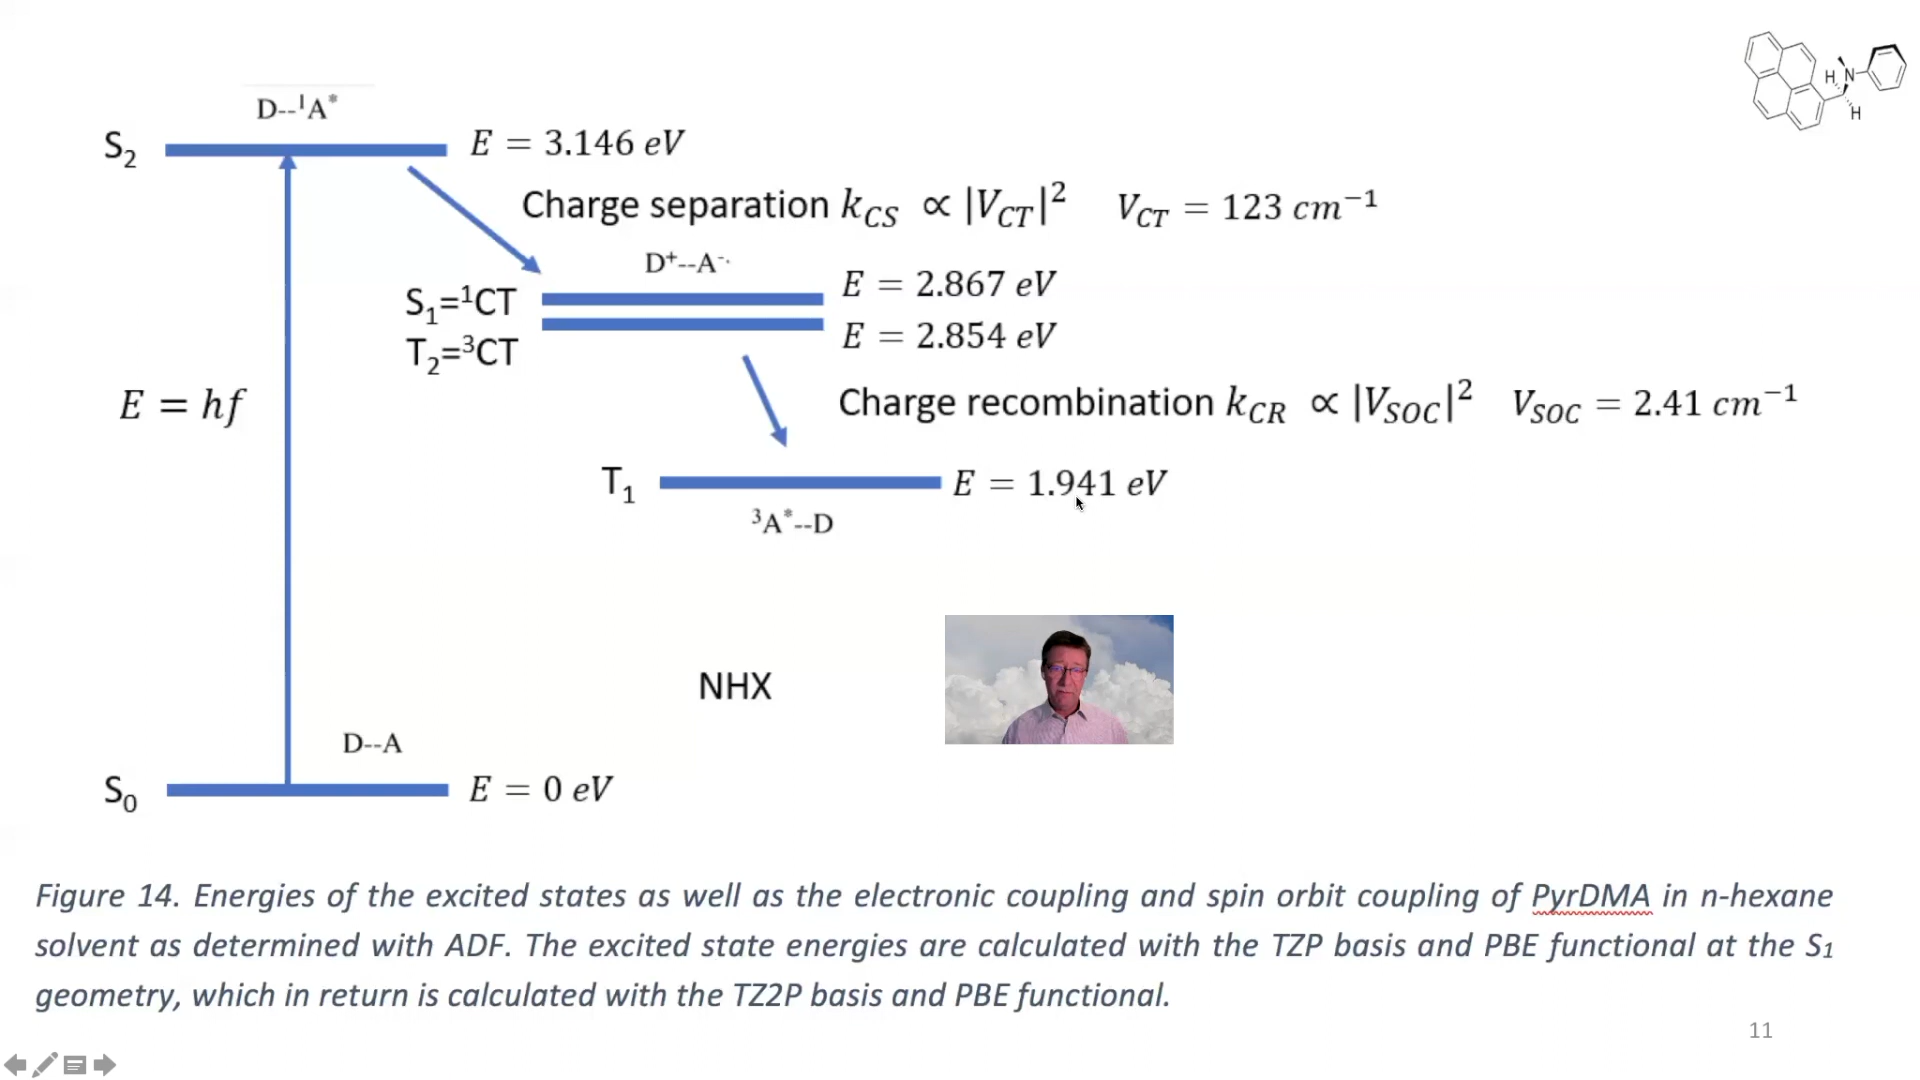 D--¹A*
S₂
E = 3.146 eV
Charge separation k_CS ∝ |V_CT|² V_CT = 123 cm⁻¹
D⁺--A⁻·
S₁=¹CT
E = 2.867 eV
T₂=³CT
E = 2.854 eV
E = hf
Charge recombination k_CR ∝ |V_SOC|² V_SOC = 2.41 cm⁻¹
T₁
E = 1.941 eV
³A*--D
NHX
D--A
S₀
E = 0 eV
H N
H
Figure 14. Energies of the excited states as well as the electronic coupling and spin orbit coupling of PyrDMA in n-hexane
solvent as determined with ADF. The excited state energies are calculated with the TZP basis and PBE functional at the S₁
geometry, which in return is calculated with the TZ2P basis and PBE functional.
11